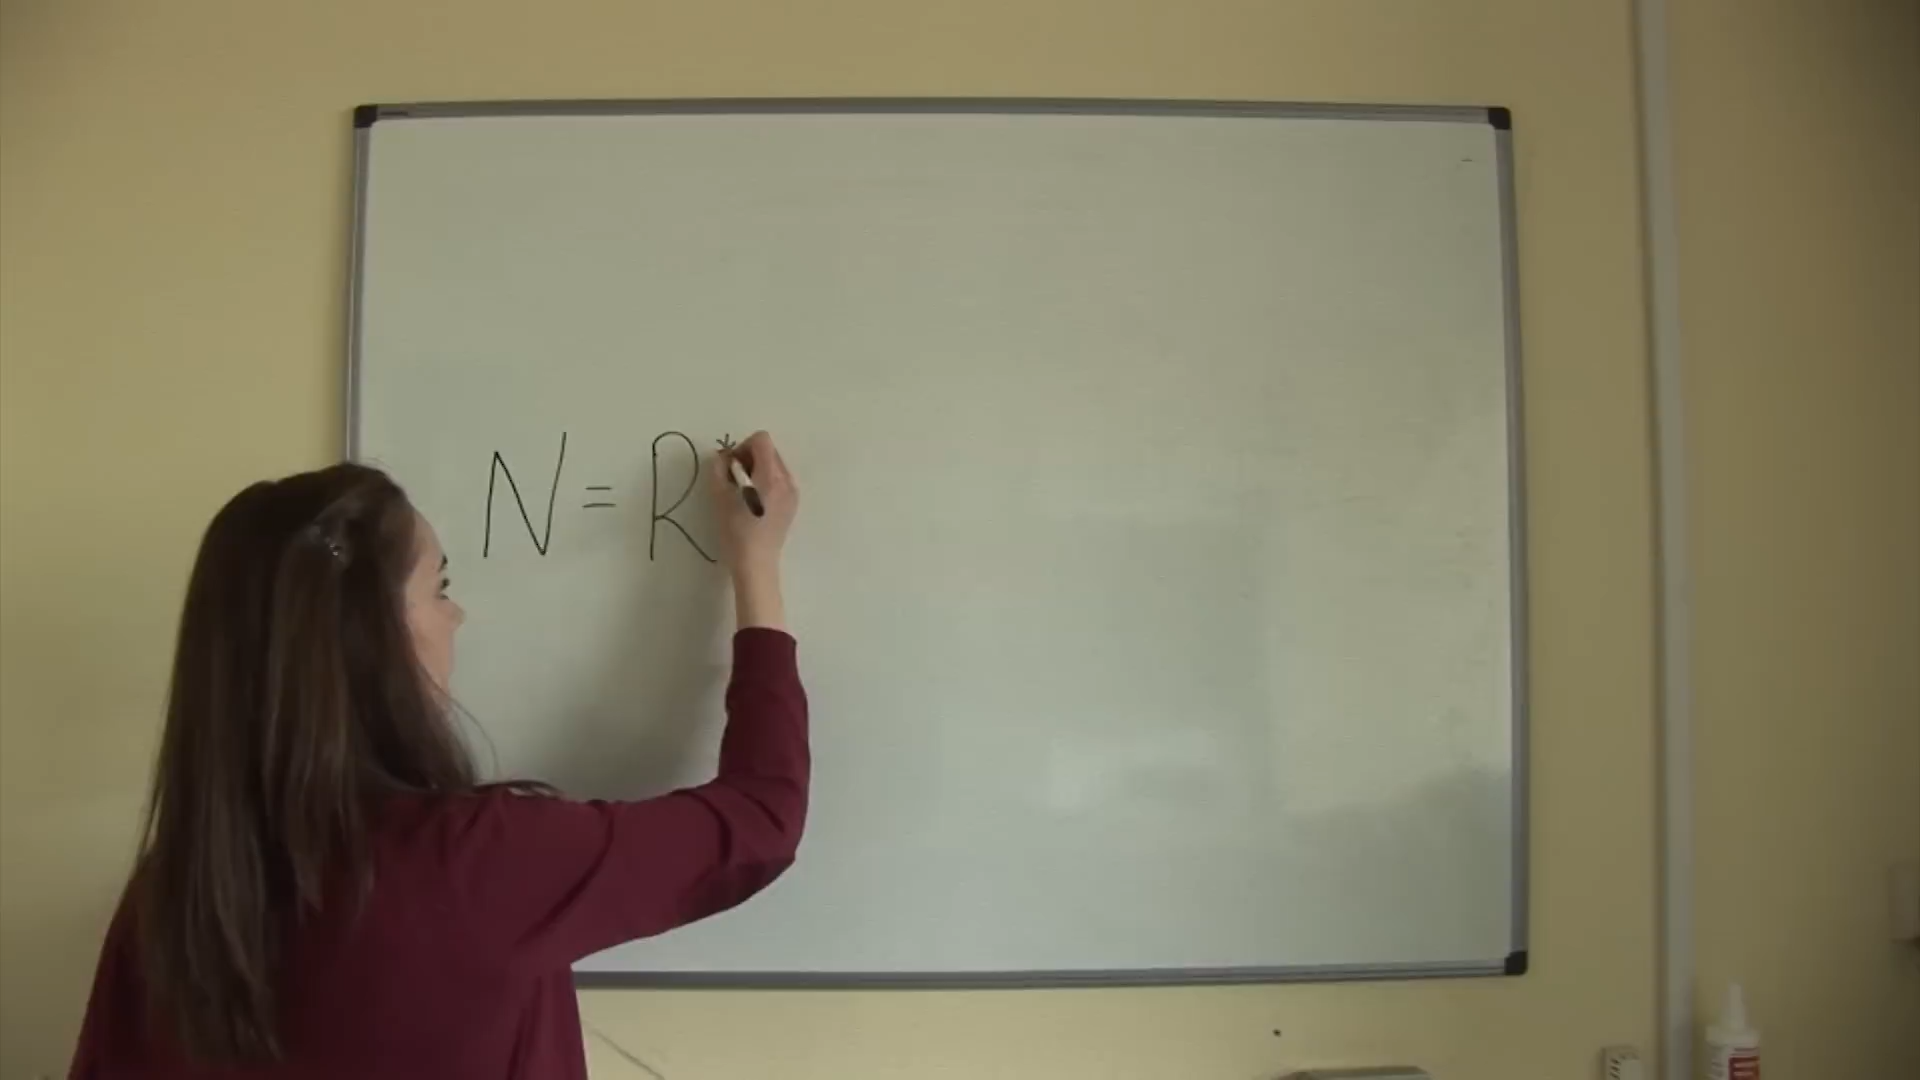 N = R*